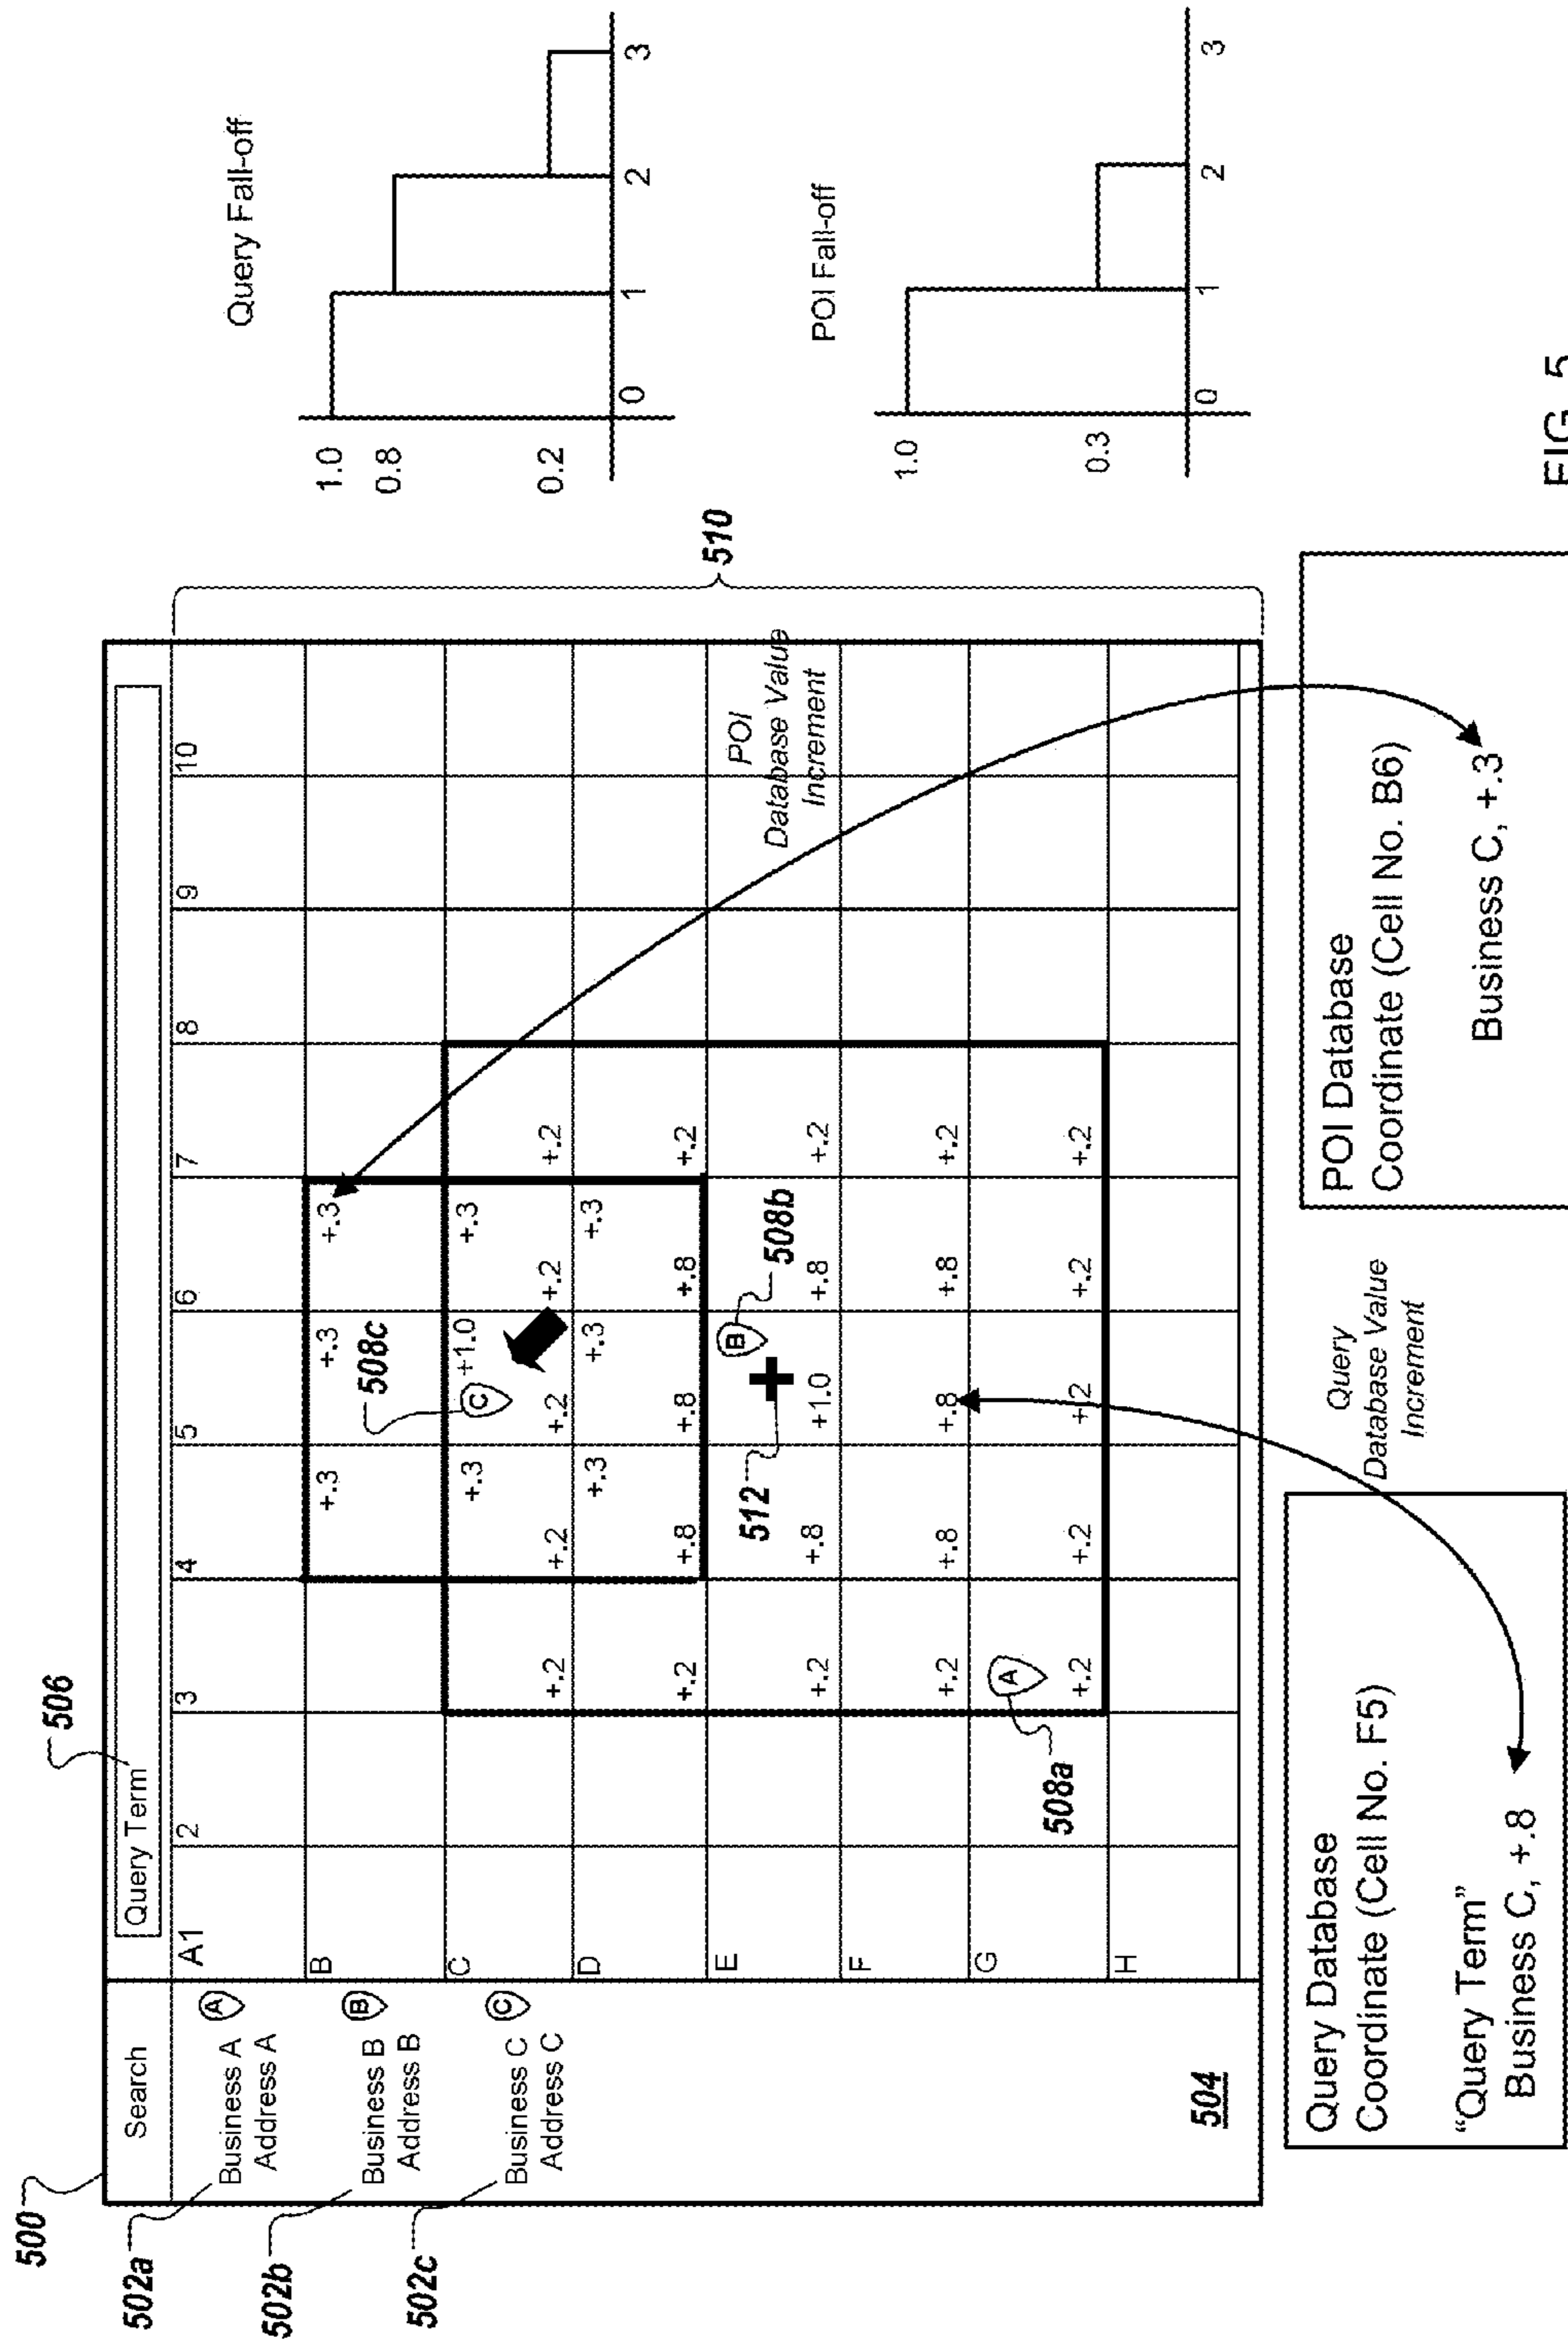 500
506
Search
Query Term
502a
Business A
Address A
A
502b
Business B
Address B
B
502c
Business C
Address C
C
504
A1 2 3 4 5 6 7 8 9 10
B
+.3 +.3 +.3
508c
C
+.3 C +1.0 +.3
+.2 +.2 +.2 +.2 +.2
D
+.3 +.3 +.3
+.2 +.8 +.8 +.8 +.2
E
512
B
508b
POI
Database Value
Increment
+.2 +.8 +1.0 +.8 +.2
F
+.2 +.8 +.8 +.8 +.2
G
A
508a
+.2 +.2 +.2 +.2 +.2
H
510
Query Fall-off
1.0
0.8
0.2
0 1 2 3
POI Fall-off
1.0
0.3
0 1 2 3
Query Database
Coordinate (Cell No. F5)
"Query Term"
Business C, +.8
Query
Database Value
Increment
POI Database
Coordinate (Cell No. B6)
Business C, +.3
FIG. 5